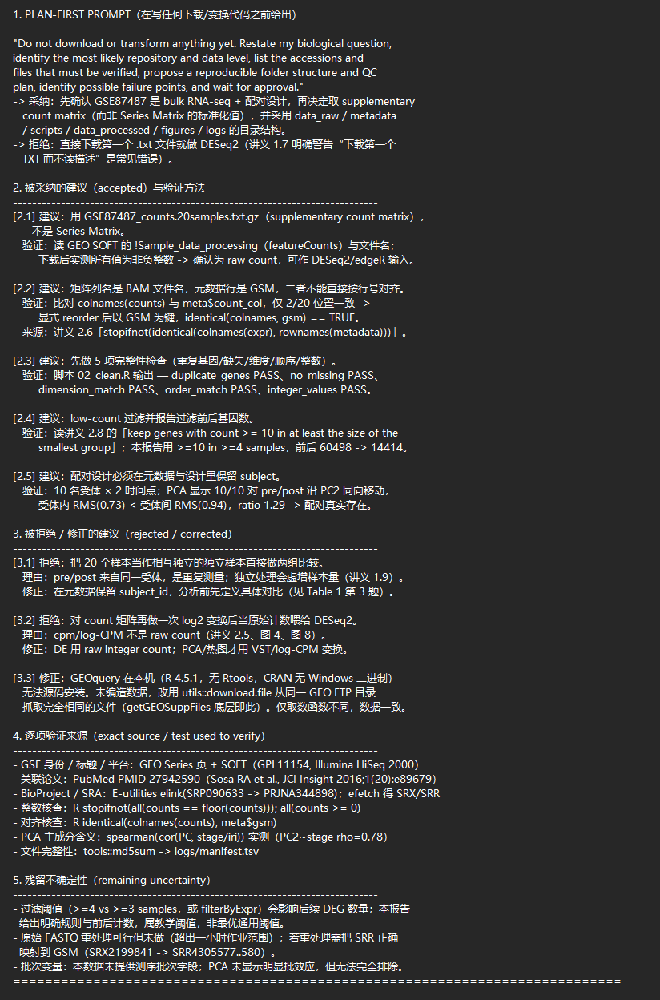 1. PLAN-FIRST PROMPT（在写任何下载/变换代码之前给出）
----------------------------------------------------------------------------
"Do not download or transform anything yet. Restate my biological question,
identify the most likely repository and data level, list the accessions and
files that must be verified, propose a reproducible folder structure and QC
plan, identify possible failure points, and wait for approval."
-> 采纳：先确认 GSE87487 是 bulk RNA-seq + 配对设计，再决定取 supplementary
count matrix（而非 Series Matrix 的标准化值），并采用 data_raw / metadata
/ scripts / data_processed / figures / logs 的目录结构。
-> 拒绝：直接下载第一个 .txt 文件就做 DESeq2（讲义 1.7 明确警告“下载第一个
TXT 而不读描述”是常见错误）。
2. 被采纳的建议（accepted）与验证方法
----------------------------------------------------------------------------
[2.1] 建议：用 GSE87487_counts.20samples.txt.gz（supplementary count matrix），
不是 Series Matrix。
验证：读 GEO SOFT 的 !Sample_data_processing（featureCounts）与文件名；
下载后实测所有值为非负整数 -> 确认为 raw count，可作 DESeq2/edgeR 输入。
[2.2] 建议：矩阵列名是 BAM 文件名，元数据行是 GSM，二者不能直接按行号对齐。
验证：比对 colnames(counts) 与 meta$count_col，仅 2/20 位置一致 ->
显式 reorder 后以 GSM 为键，identical(colnames, gsm) == TRUE。
来源：讲义 2.6「stopifnot(identical(colnames(expr), rownames(metadata)))」。
[2.3] 建议：先做 5 项完整性检查（重复基因/缺失/维度/顺序/整数）。
验证：脚本 02_clean.R 输出 — duplicate_genes PASS、no_missing PASS、
dimension_match PASS、order_match PASS、integer_values PASS。
[2.4] 建议：low-count 过滤并报告过滤前后基因数。
验证：读讲义 2.8 的「keep genes with count >= 10 in at least the size of the
smallest group」；本报告用 >=10 in >=4 samples，前后 60498 -> 14414。
[2.5] 建议：配对设计必须在元数据与设计里保留 subject。
验证：10 名受体 × 2 时间点；PCA 显示 10/10 对 pre/post 沿 PC2 同向移动，
受体内 RMS(0.73) < 受体间 RMS(0.94)，ratio 1.29 -> 配对真实存在。
3. 被拒绝 / 修正的建议（rejected / corrected）
----------------------------------------------------------------------------
[3.1] 拒绝：把 20 个样本当作相互独立的独立样本直接做两组比较。
理由：pre/post 来自同一受体，是重复测量；独立处理会虚增样本量（讲义 1.9）。
修正：在元数据保留 subject_id，分析前先定义具体对比（见 Table 1 第 3 题）。
[3.2] 拒绝：对 count 矩阵再做一次 log2 变换后当原始计数喂给 DESeq2。
理由：cpm/log-CPM 不是 raw count（讲义 2.5、图 4、图 8）。
修正：DE 用 raw integer count；PCA/热图才用 VST/log-CPM 变换。
[3.3] 修正：GEOquery 在本机（R 4.5.1，无 Rtools，CRAN 无 Windows 二进制）
无法源码安装。未编造数据，改用 utils::download.file 从同一 GEO FTP 目录
抓取完全相同的文件（getGEOSuppFiles 底层即此）。仅取数函数不同，数据一致。
4. 逐项验证来源（exact source / test used to verify）
----------------------------------------------------------------------------
- GSE 身份 / 标题 / 平台：GEO Series 页 + SOFT（GPL11154, Illumina HiSeq 2000）
- 关联论文：PubMed PMID 27942590（Sosa RA et al., JCI Insight 2016;1(20):e89679）
- BioProject / SRA：E-utilities elink(SRP090633 -> PRJNA344898)；efetch 得 SRX/SRR
- 整数核查：R stopifnot(all(counts == floor(counts))); all(counts >= 0)
- 对齐核查：R identical(colnames(counts), meta$gsm)
- PCA 主成分含义：spearman(cor(PC, stage/iri)) 实测（PC2~stage rho=0.78）
- 文件完整性：tools::md5sum -> logs/manifest.tsv
5. 残留不确定性（remaining uncertainty）
----------------------------------------------------------------------------
- 过滤阈值（>=4 vs >=3 samples，或 filterByExpr）会影响后续 DEG 数量；本报告
给出明确规则与前后计数，属教学阈值，非最优通用阈值。
- 原始 FASTQ 重处理可行但未做（超出一小时作业范围）；若重处理需把 SRR 正确
映射到 GSM（SRX2199841 -> SRR4305577..580）。
- 批次变量：本数据未提供测序批次字段；PCA 未显示明显批效应，但无法完全排除。
============================================================================